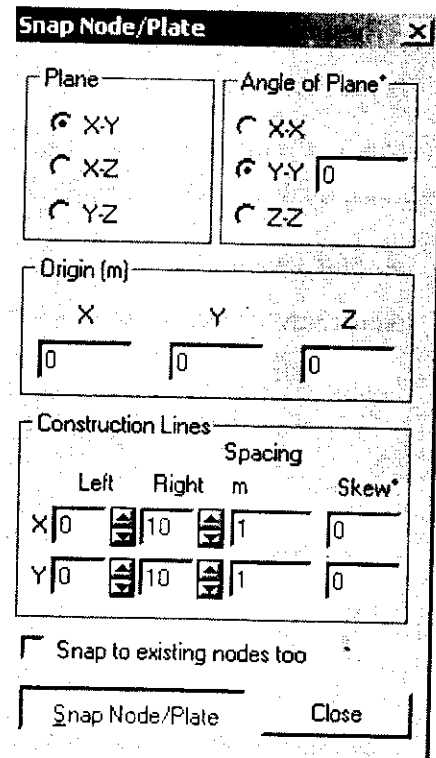 Snap Node/Plate
Plane
X-Y
X-Z
Y-Z
Angle of Plane°
X-X
Y-Y 0
Z-Z
Origin (m)
X Y Z
0 0 0
Construction Lines
Spacing
Left Right m Skew°
X 0 10 1 0
Y 0 10 1 0
Snap to existing nodes too
Snap Node/Plate Close